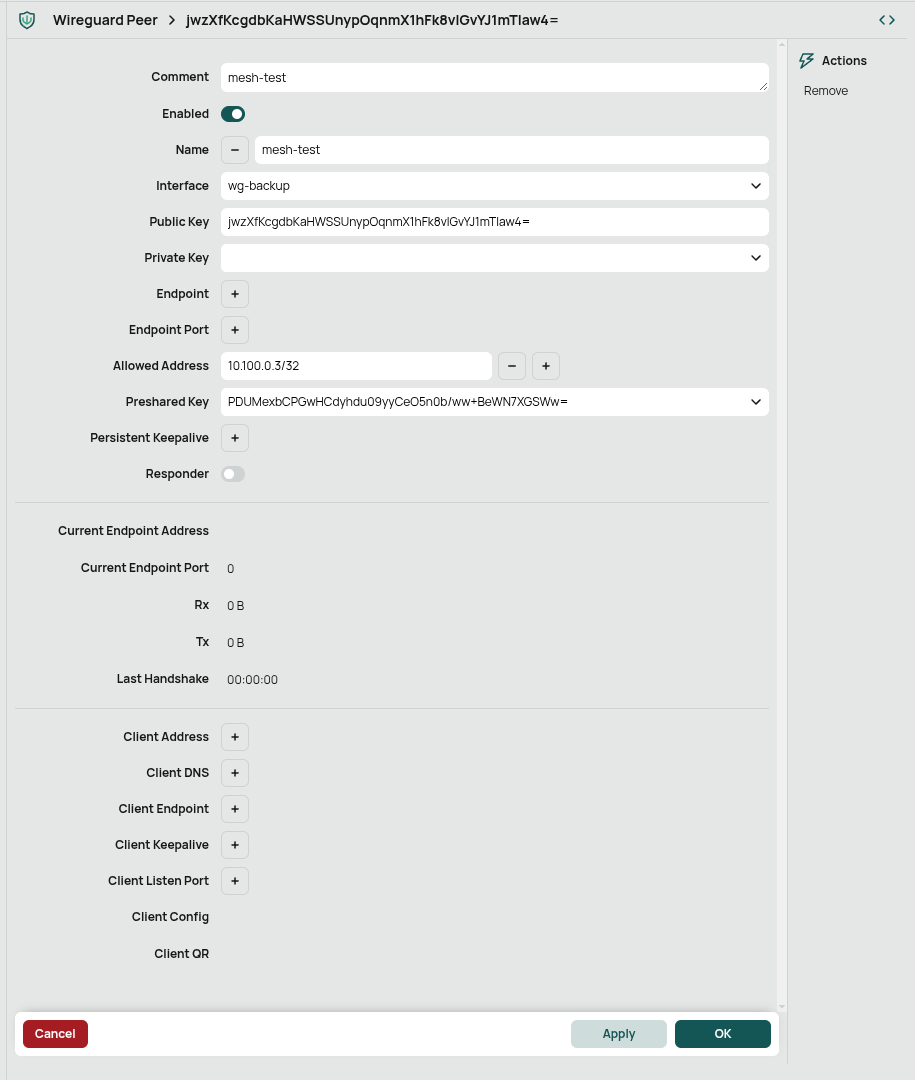 Wireguard Peer > jwzXfKcgdbKaHWSSUnypOqnmX1hFk8vlGvYJ1mTlaw4= <>
Actions
Remove
Comment mesh-test
Enabled
Name − mesh-test
Interface wg-backup
Public Key jwzXfKcgdbKaHWSSUnypOqnmX1hFk8vlGvYJ1mTlaw4=
Private Key
Endpoint +
Endpoint Port +
Allowed Address 10.100.0.3/32 − +
Preshared Key PDUMexbCPGwHCdyhdu09yyCeO5n0b/ww+BeWN7XGSWw=
Persistent Keepalive +
Responder
Current Endpoint Address
Current Endpoint Port 0
Rx 0 B
Tx 0 B
Last Handshake 00:00:00
Client Address +
Client DNS +
Client Endpoint +
Client Keepalive +
Client Listen Port +
Client Config
Client QR
Cancel Apply OK